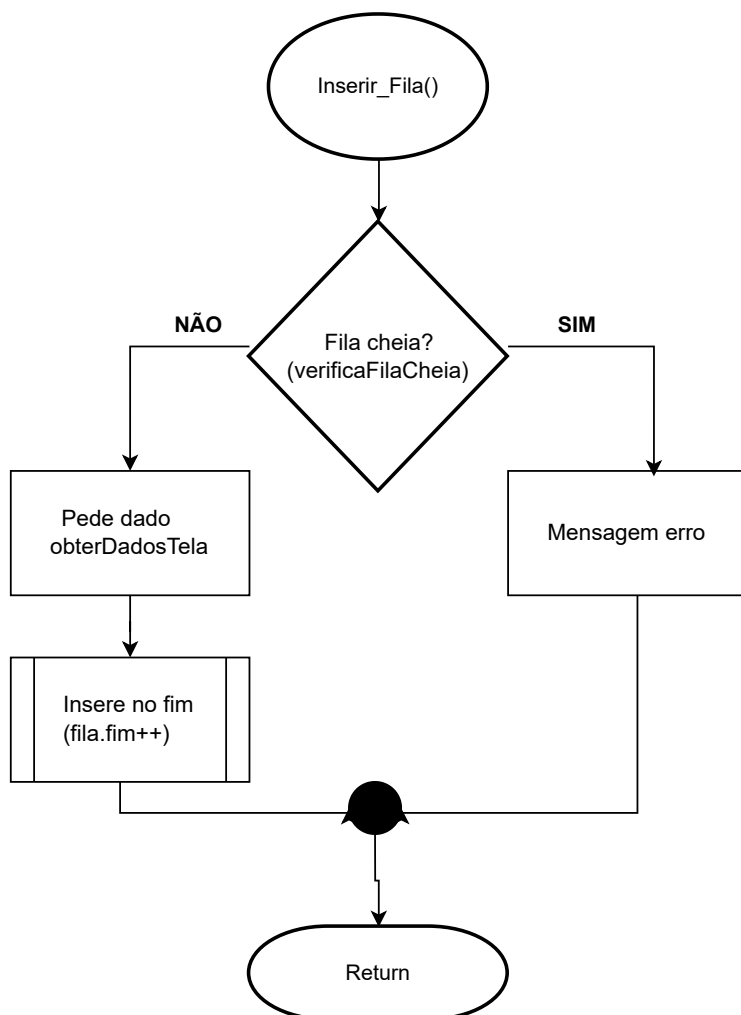 Inserir_Fila()
NÃO
SIM
Fila cheia?
(verificaFilaCheia)
Pede dado
obterDadosTela
Mensagem erro
Insere no fim
(fila.fim++)
Return